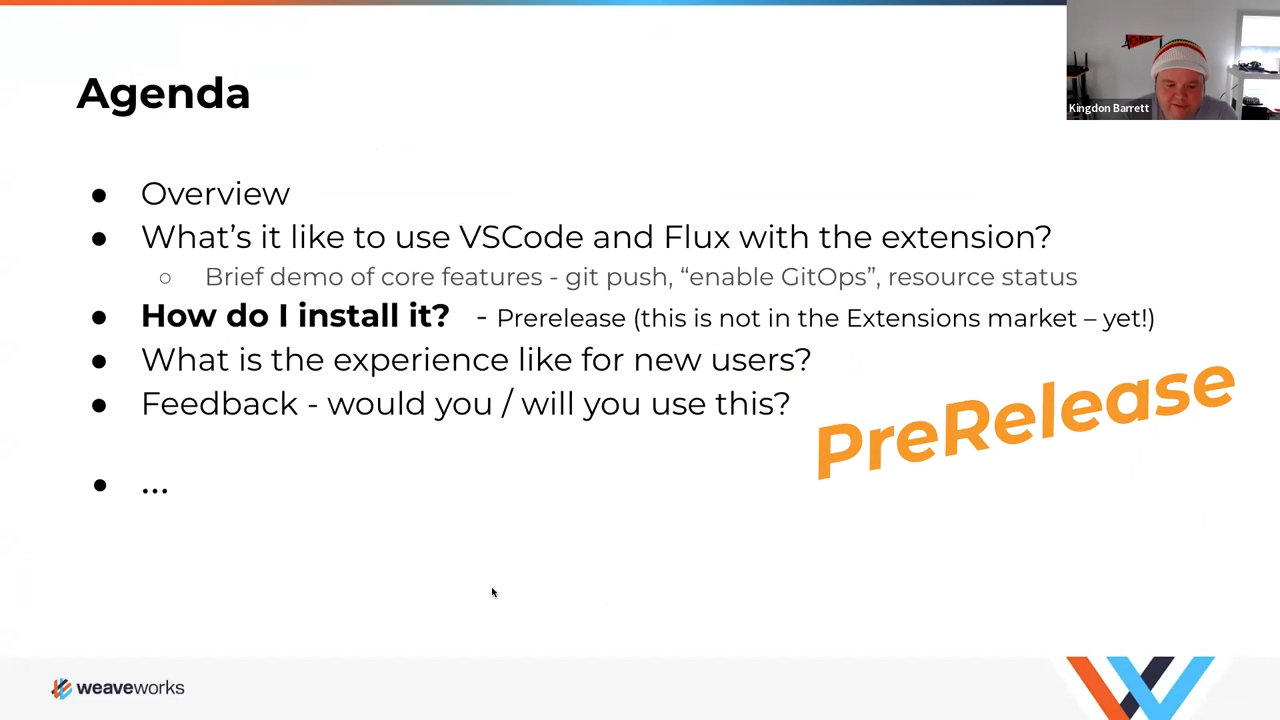 Agenda
Kingdon Barrett
● Overview
● What’s it like to use VSCode and Flux with the extension?
○ Brief demo of core features - git push, “enable GitOps”, resource status
● How do I install it? - Prerelease (this is not in the Extensions market – yet!)
● What is the experience like for new users?
● Feedback - would you / will you use this?
PreRelease
● ...
weaveworks